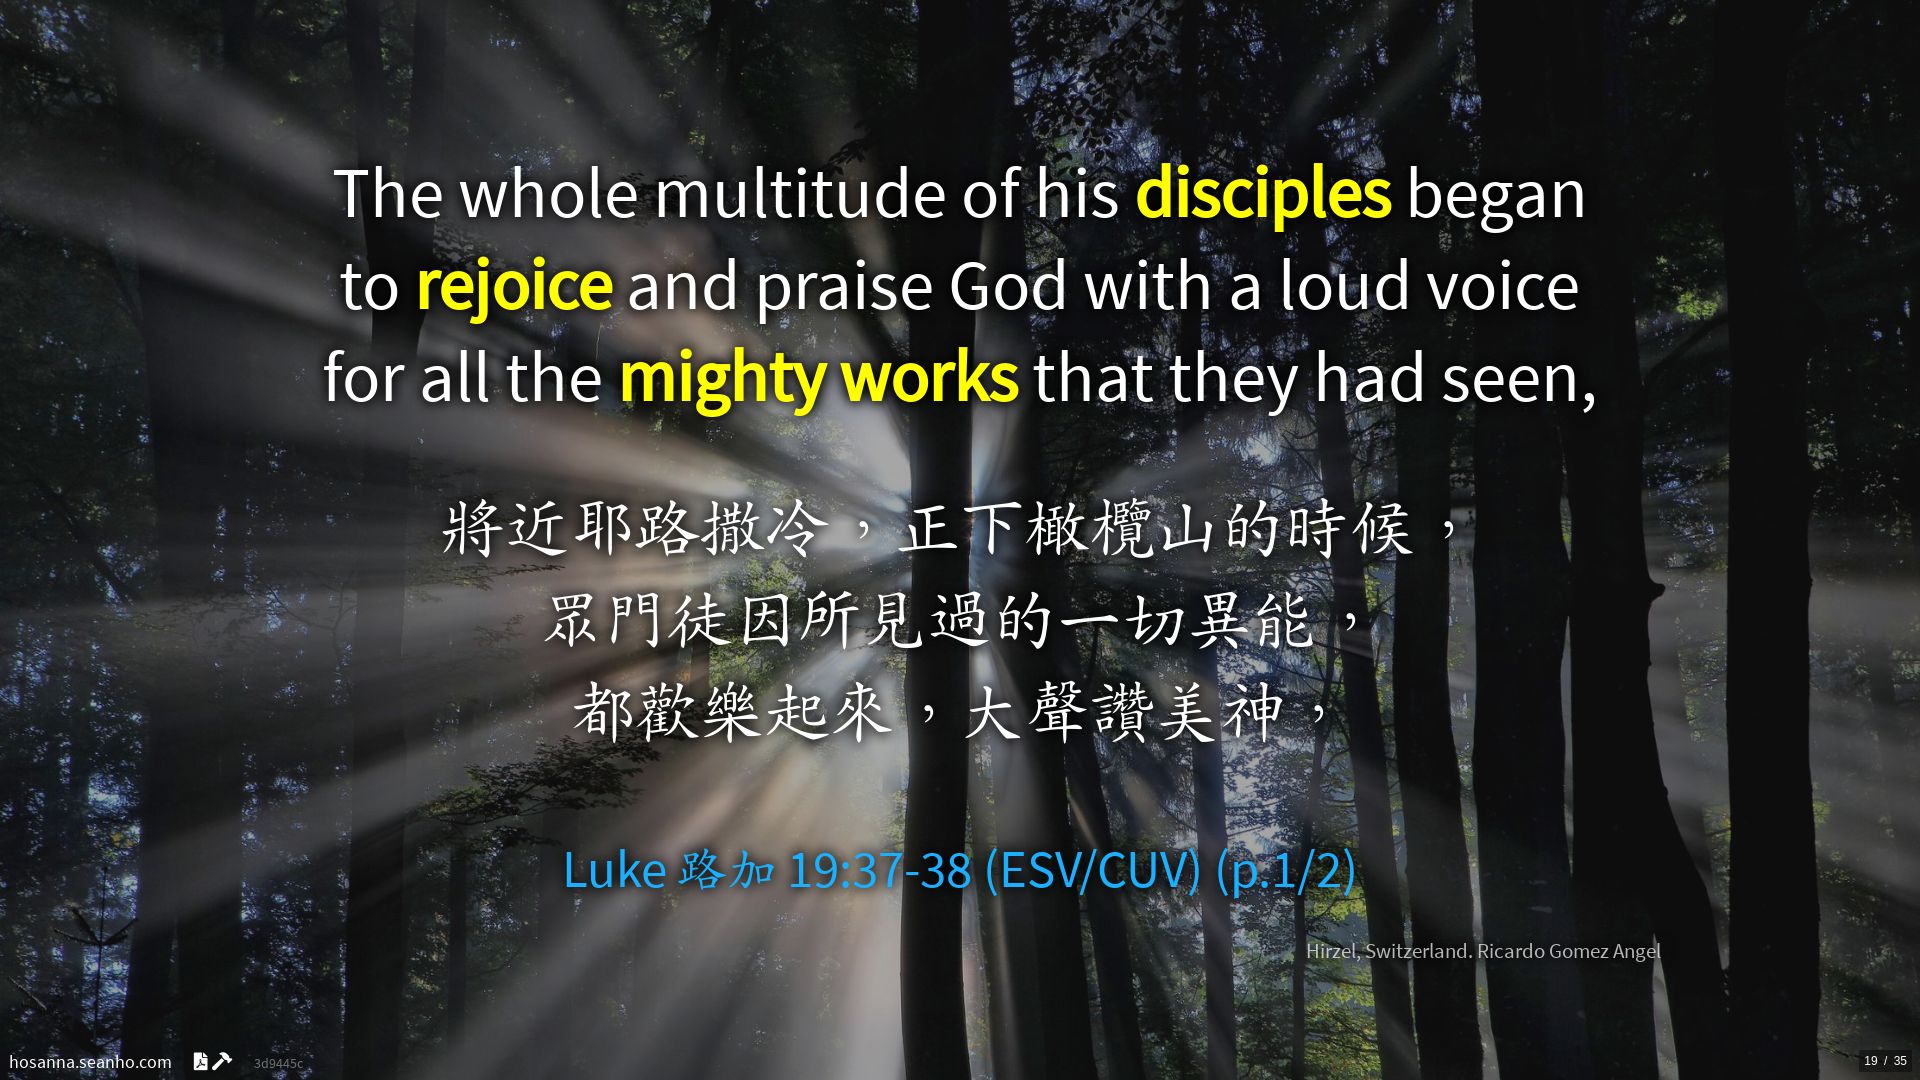 The whole multitude of his disciples began
to rejoice and praise God with a loud voice
for all the mighty works that they had seen,
將近耶路撒冷，正下橄欖山的時候，
眾門徒因所見過的一切異能，
都歡樂起來，大聲讚美神，
Luke 路加 19:37-38 (ESV/CUV) (p.1/2)
Hirzel, Switzerland. Ricardo Gomez Angel
hosanna.seanho.com 3d9445c
19 / 35